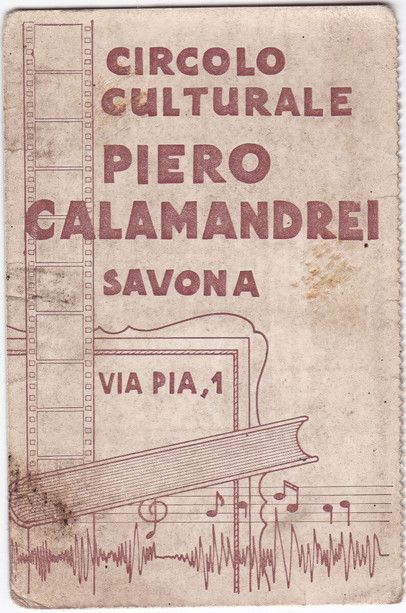 CIRCOLO
CULTURALE
PIERO
CALAMANDREI
SAVONA
VIA PIA, 1